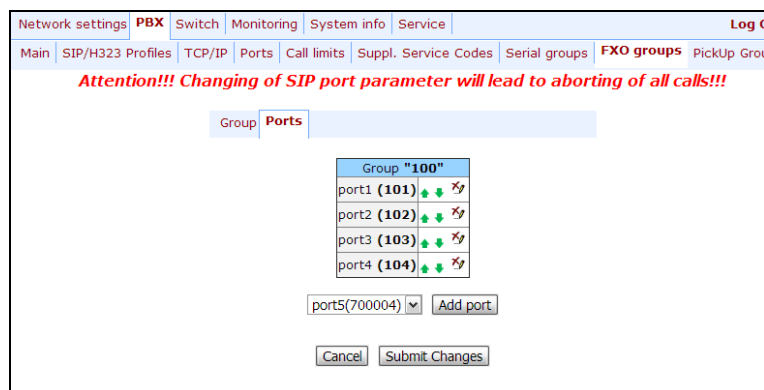 Network settings PBX Switch Monitoring System info Service Log
Main SIP/H323 Profiles TCP/IP Ports Call limits Suppl. Service Codes Serial groups FXO groups PickUp
Attention!!! Changing of SIP port parameter will lead to aborting of all calls!!!
Group Ports
Group "100"
port1 (101)
port2 (102)
port3 (103)
port4 (104)
port5(700004) Add port
Cancel Submit Changes